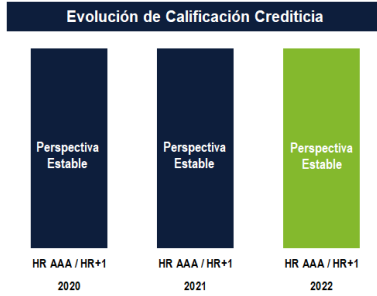 Evolución de Calificación Crediticia
Perspectiva
Estable
Perspectiva
Estable
Perspectiva
Estable
HR AAA / HR+1
HR AAA / HR+1
HR AAA / HR+1
2020
2021
2022